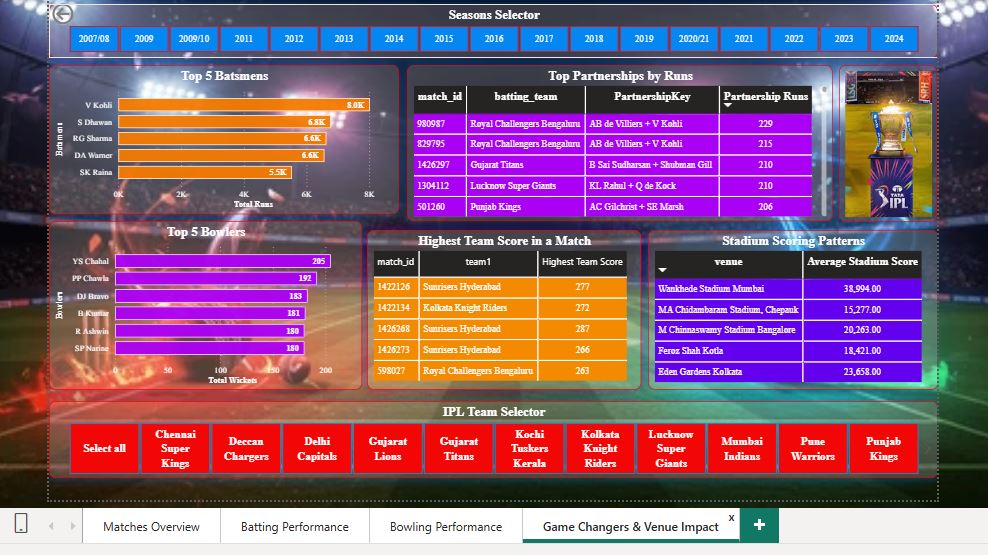 Seasons Selector
2007/08 2009 2009/10 2011 2012 2013 2014 2015 2016 2017 2018 2019 2020/21 2021 2022 2023 2024
Top 5 Batsmens
Batsmans
V Kohli 8.0K
S Dhawan 6.8K
RG Sharma 6.6K
DA Warner 6.6K
SK Raina 5.5K
0K 2K 4K 6K 8K
Total Runs
Top Partnerships by Runs
match_id batting_team PartnershipKey Partnership Runs
980987 Royal Challengers Bengaluru AB de Villiers + V Kohli 229
829795 Royal Challengers Bengaluru AB de Villiers + V Kohli 215
1426297 Gujarat Titans B Sai Sudharsan + Shubman Gill 210
1304112 Lucknow Super Giants KL Rahul + Q de Kock 210
501260 Punjab Kings AC Gilchrist + SE Marsh 206
TATA
IPL
Top 5 Bowlers
Bowlers
YS Chahal 205
PP Chawla 192
DJ Bravo 183
B Kumar 181
R Ashwin 180
SP Narine 180
0 50 100 150 200
Total Wickets
Highest Team Score in a Match
match_id team1 Highest Team Score
1422126 Sunrisers Hyderabad 277
1422134 Kolkata Knight Riders 272
1426268 Sunrisers Hyderabad 287
1426273 Sunrisers Hyderabad 266
598027 Royal Challengers Bengaluru 263
Stadium Scoring Patterns
venue Average Stadium Score
Wankhede Stadium Mumbai 38,994.00
MA Chidambaram Stadium, Chepauk 15,277.00
M Chinnaswamy Stadium Bangalore 20,263.00
Feroz Shah Kotla 18,421.00
Eden Gardens Kolkata 23,658.00
IPL Team Selector
Select all
Chennai
Super
Kings
Deccan
Chargers
Delhi
Capitals
Gujarat
Lions
Gujarat
Titans
Kochi
Tuskers
Kerala
Kolkata
Knight
Riders
Lucknow
Super
Giants
Mumbai
Indians
Pune
Warriors
Punjab
Kings
Matches Overview Batting Performance Bowling Performance Game Changers & Venue Impact x +